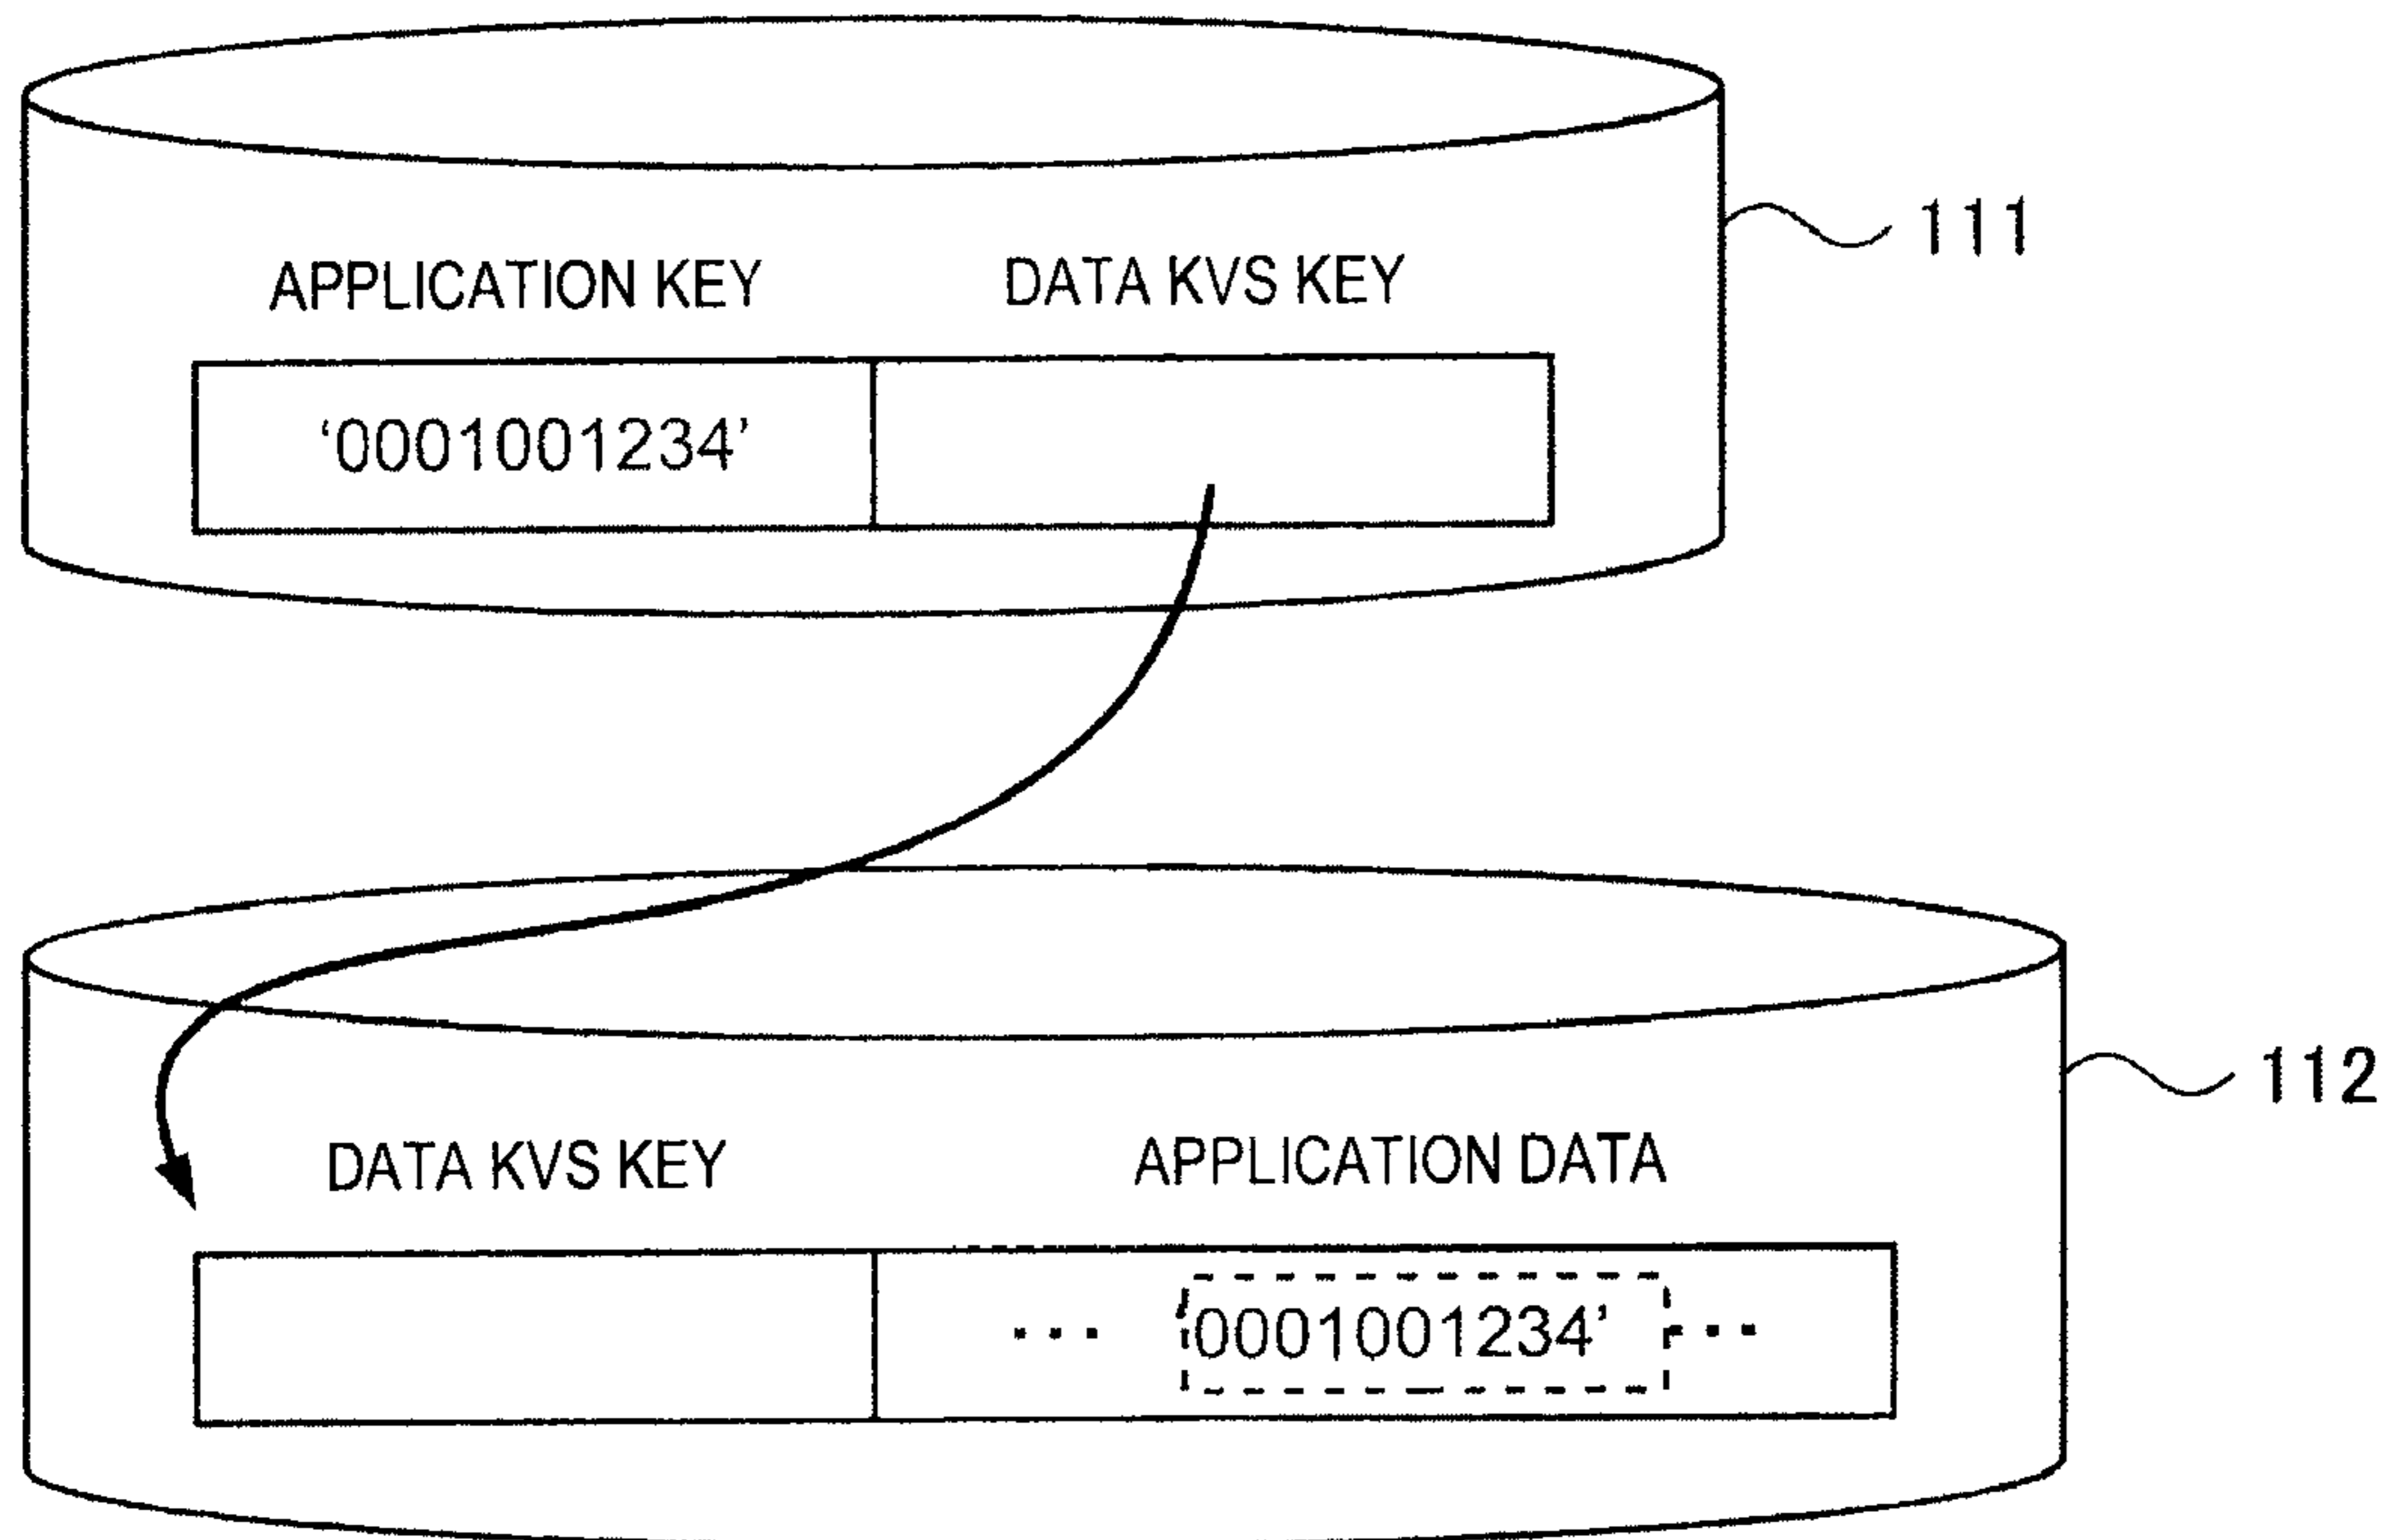 111
APPLICATION KEY DATA KVS KEY
‘0001001234’
112
DATA KVS KEY APPLICATION DATA
... ‘0001001234’ ...